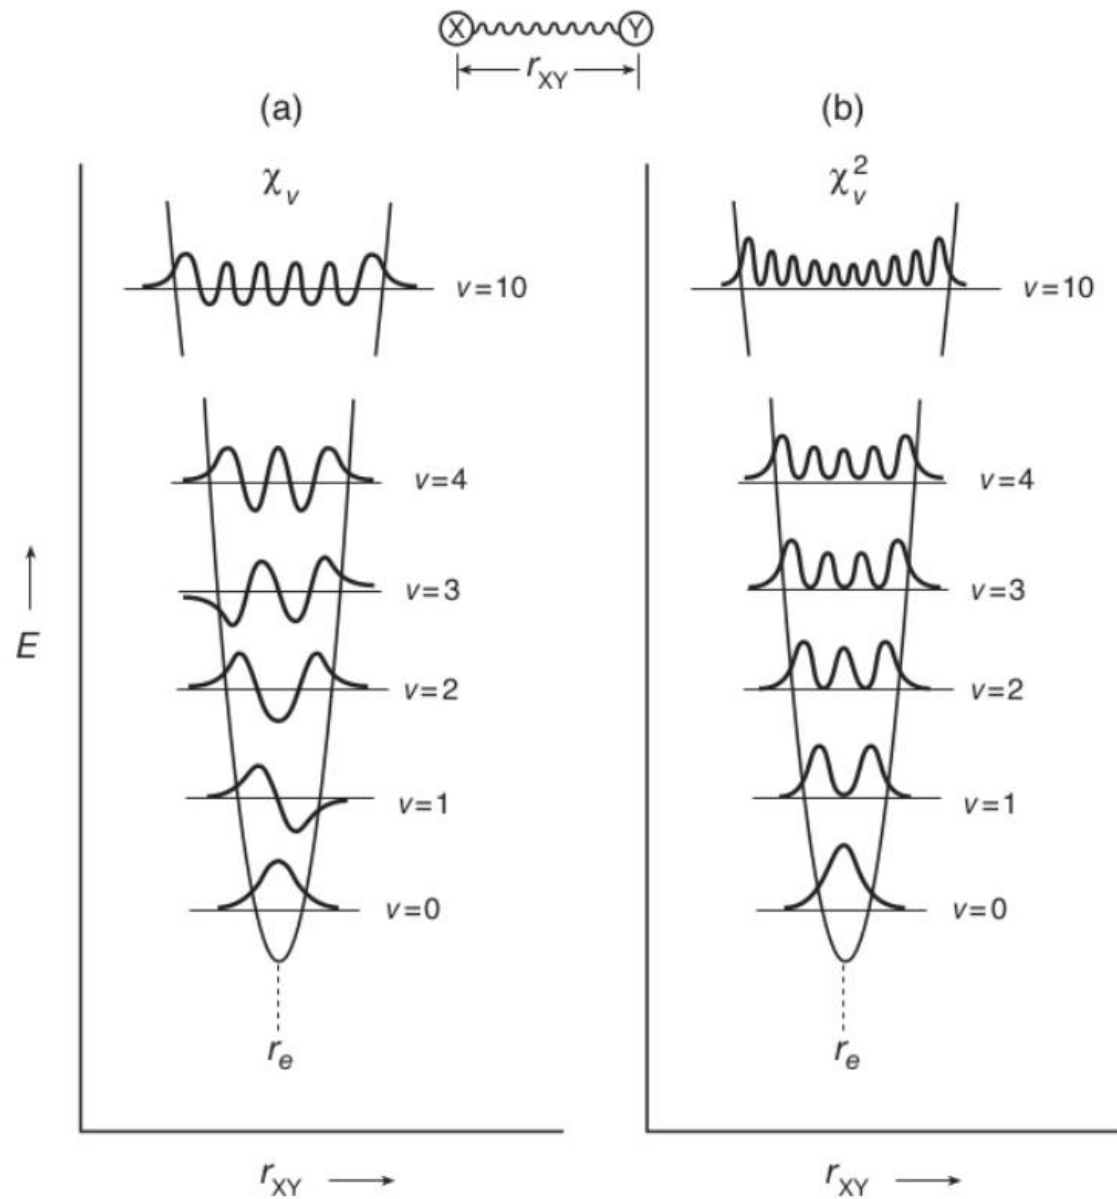 X Y
r_XY
(a) (b)
χ_v χ_v^2
v=10 v=10
v=4 v=4
v=3 v=3
E
v=2 v=2
v=1 v=1
v=0 v=0
r_e r_e
r_XY r_XY